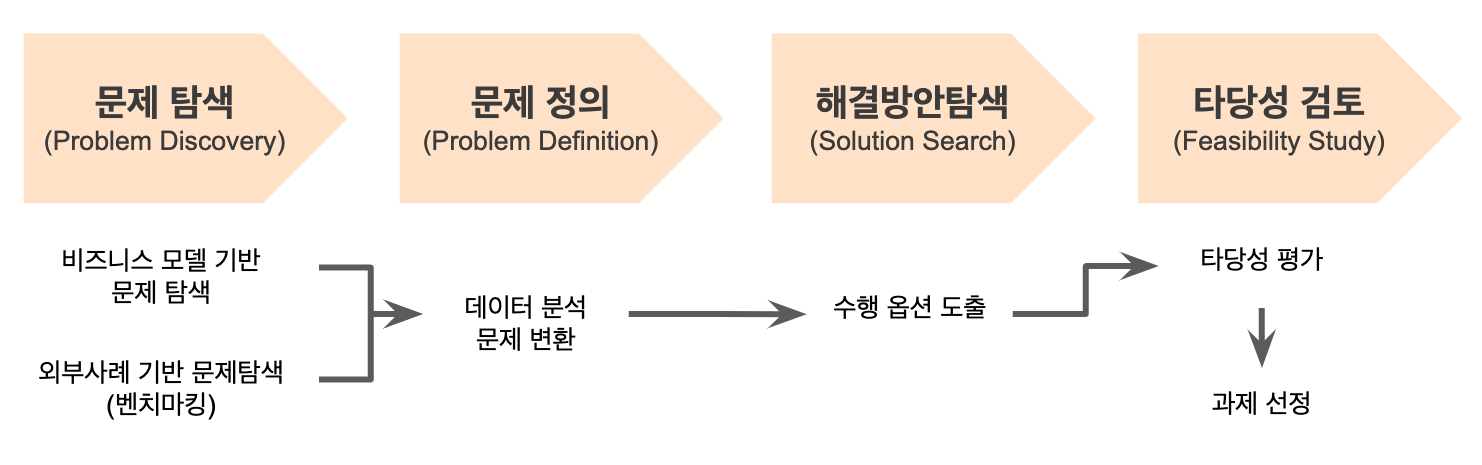 문제 탐색
(Problem Discovery)
문제 정의
(Problem Definition)
해결방안탐색
(Solution Search)
타당성 검토
(Feasibility Study)
비즈니스 모델 기반
문제 탐색
외부사례 기반 문제탐색
(벤치마킹)
데이터 분석
문제 변환
수행 옵션 도출
타당성 평가
과제 선정